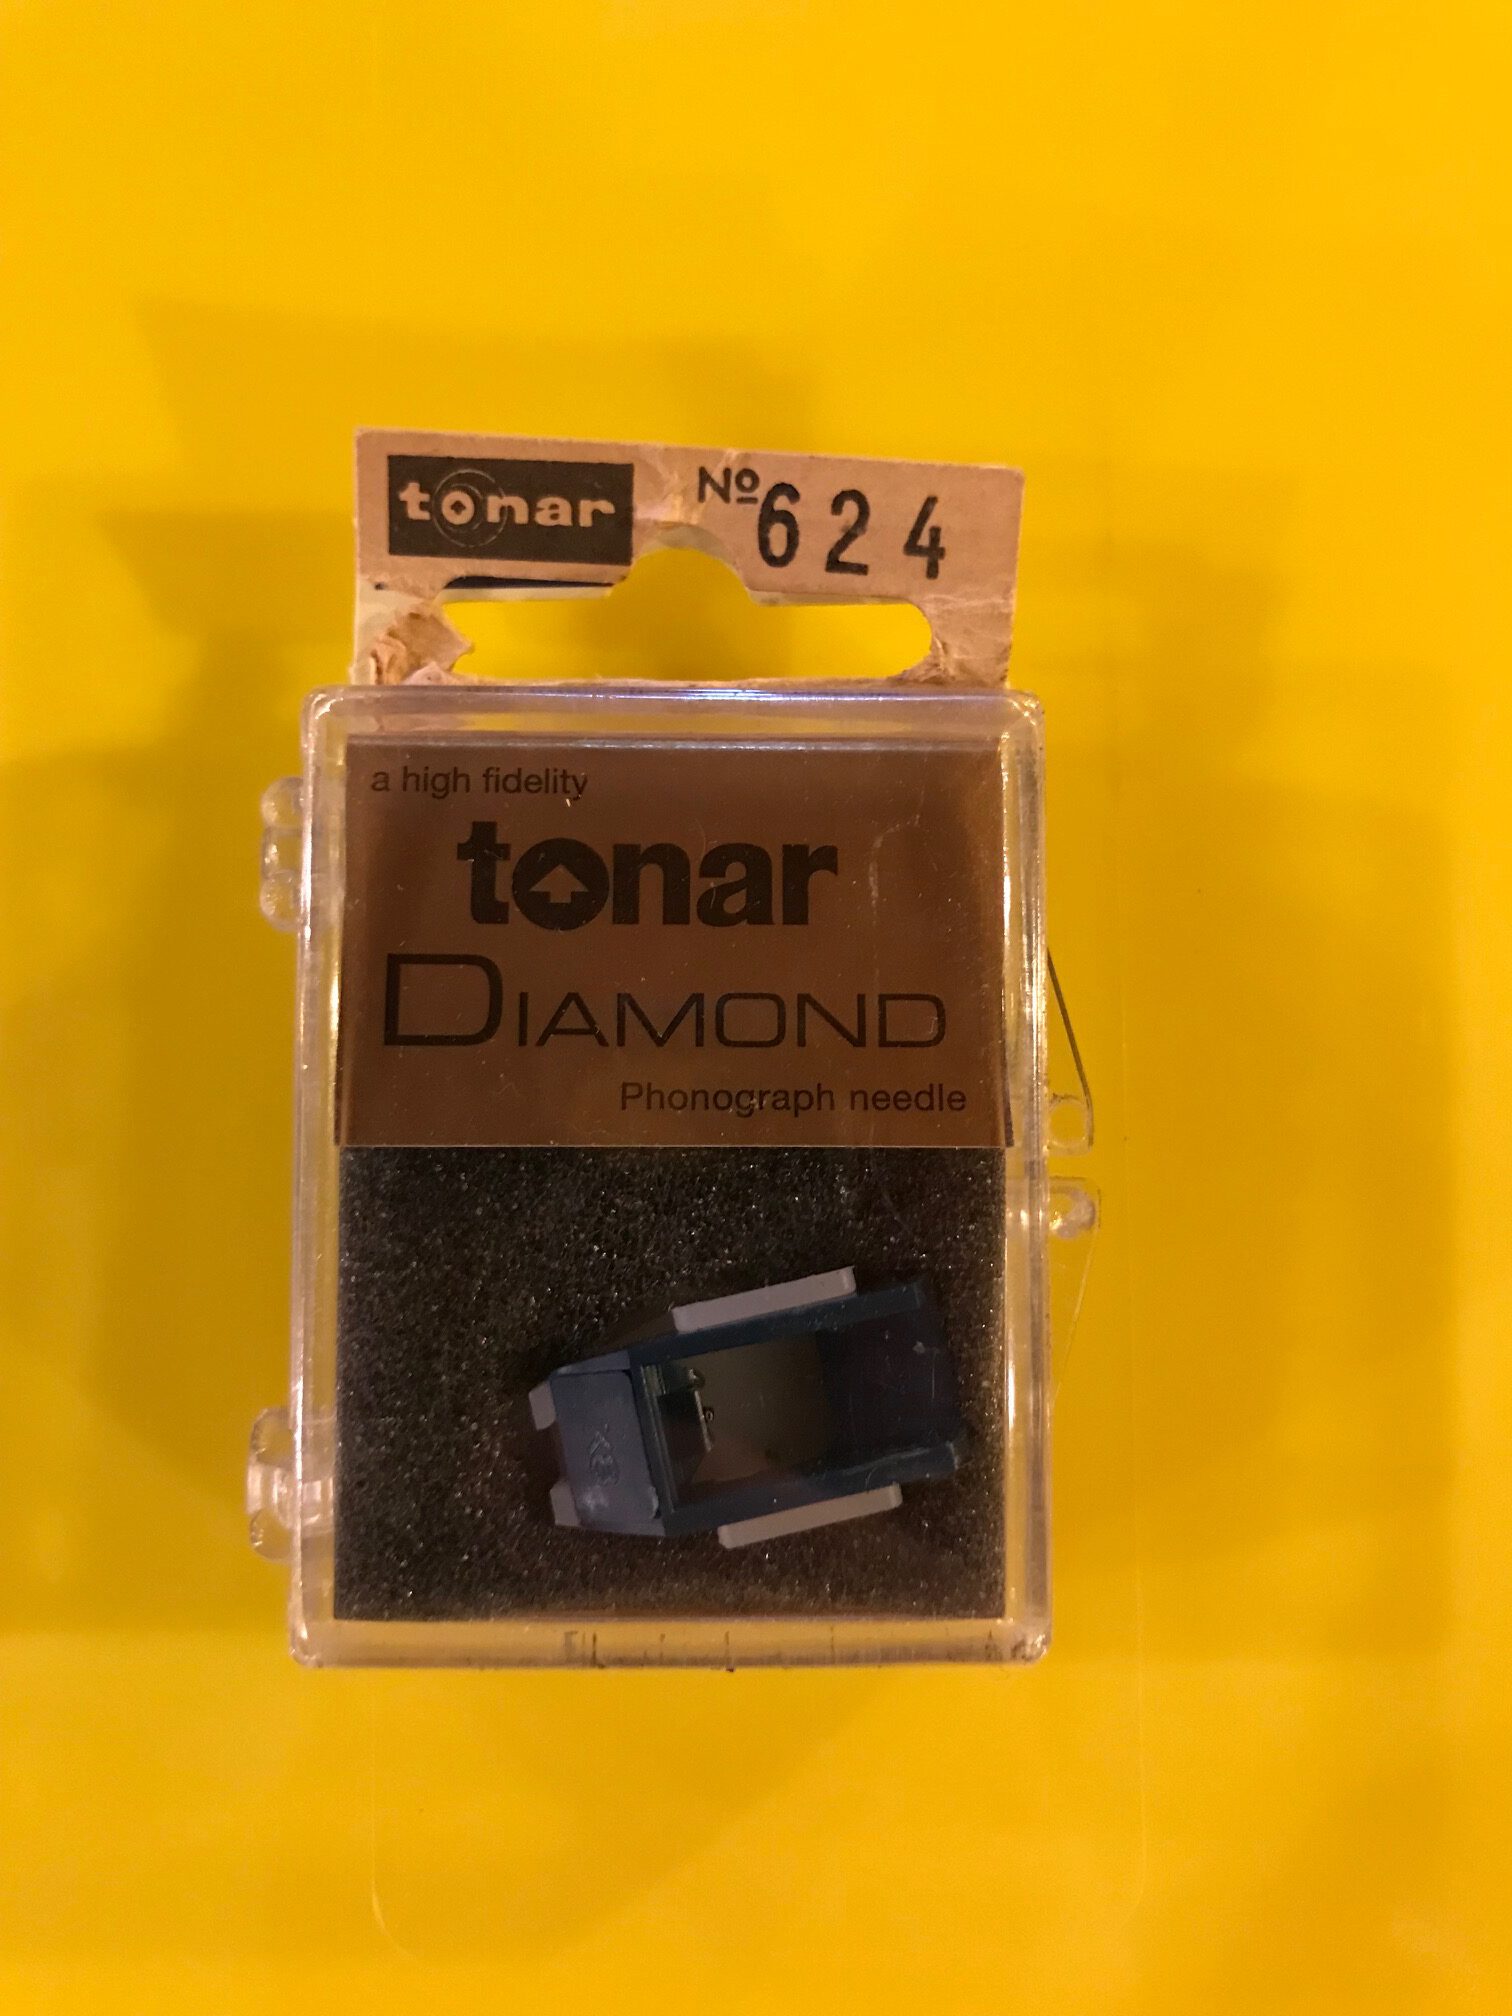 tonar
Nº 624
a high fidelity
tonar
DIAMOND
Phonograph needle